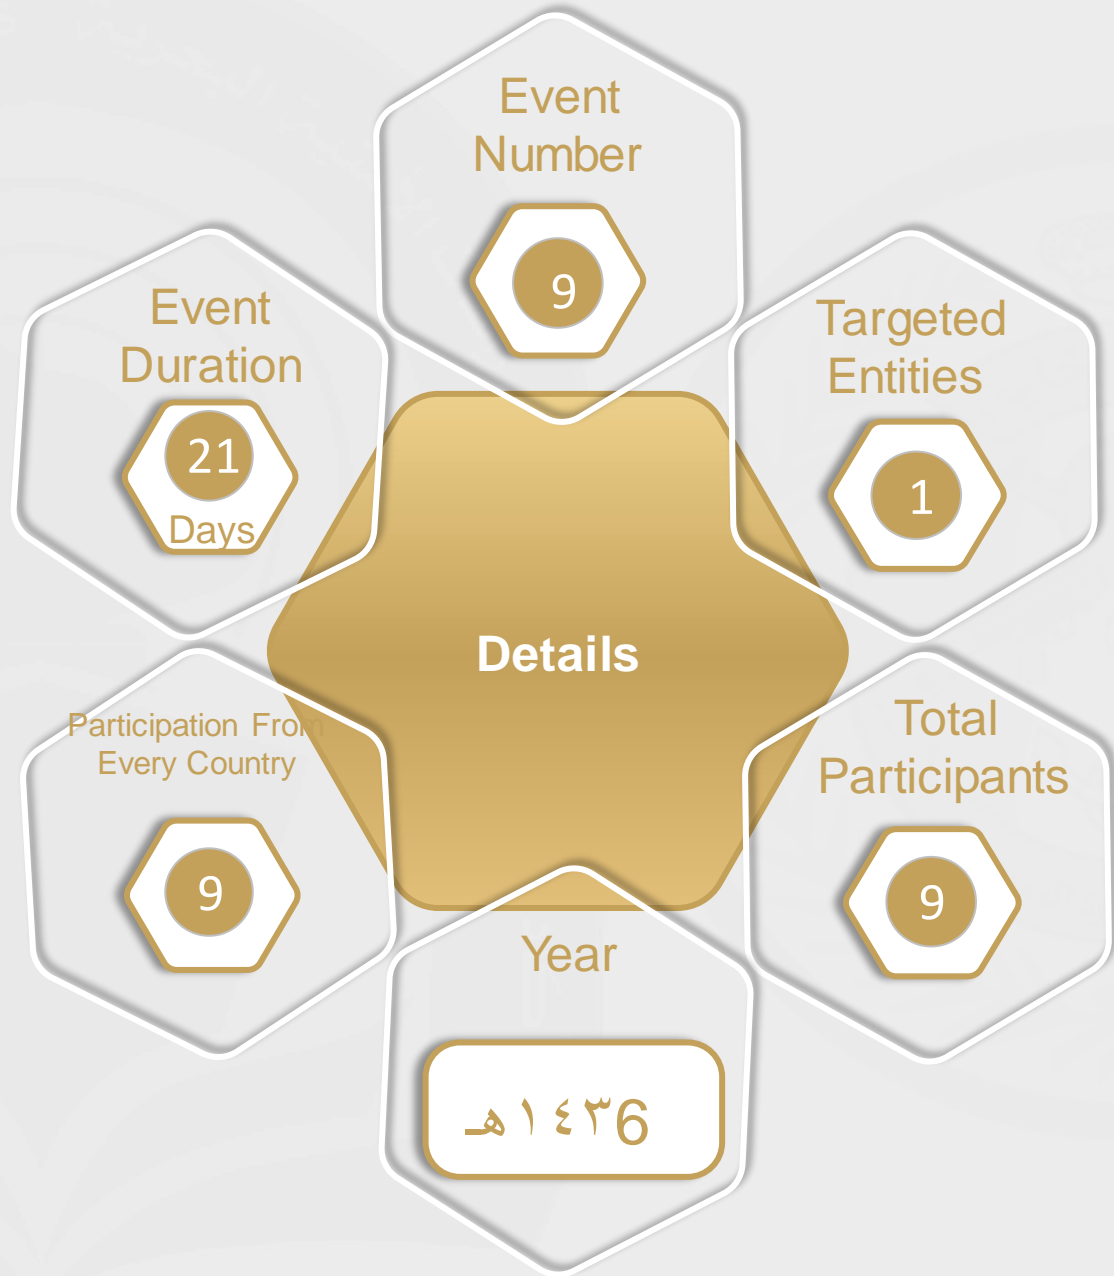 Event
Number
9
Event
Duration
21
Days
Targeted
Entities
1
Details
Participation From
Every Country
9
Total
Participants
9
Year
١٤٣6هـ